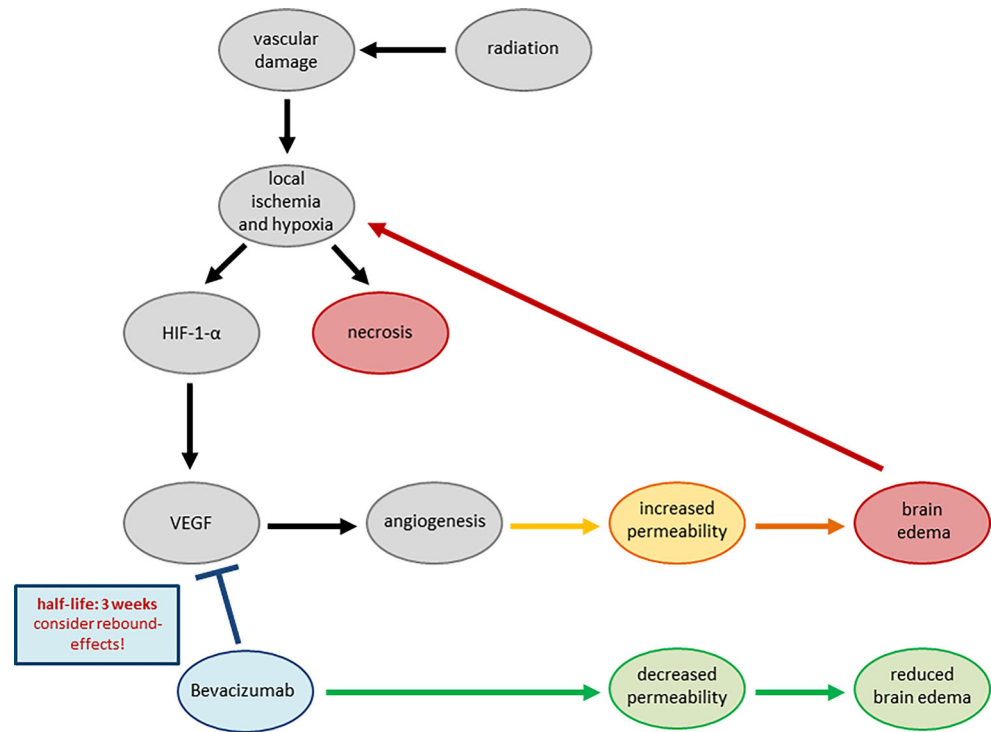 vascular
damage
radiation
local
ischemia
and hypoxia
HIF-1-α
necrosis
VEGF
angiogenesis
increased
permeability
brain
edema
half-life: 3 weeks
consider rebound-
effects!
Bevacizumab
decreased
permeability
reduced
brain edema